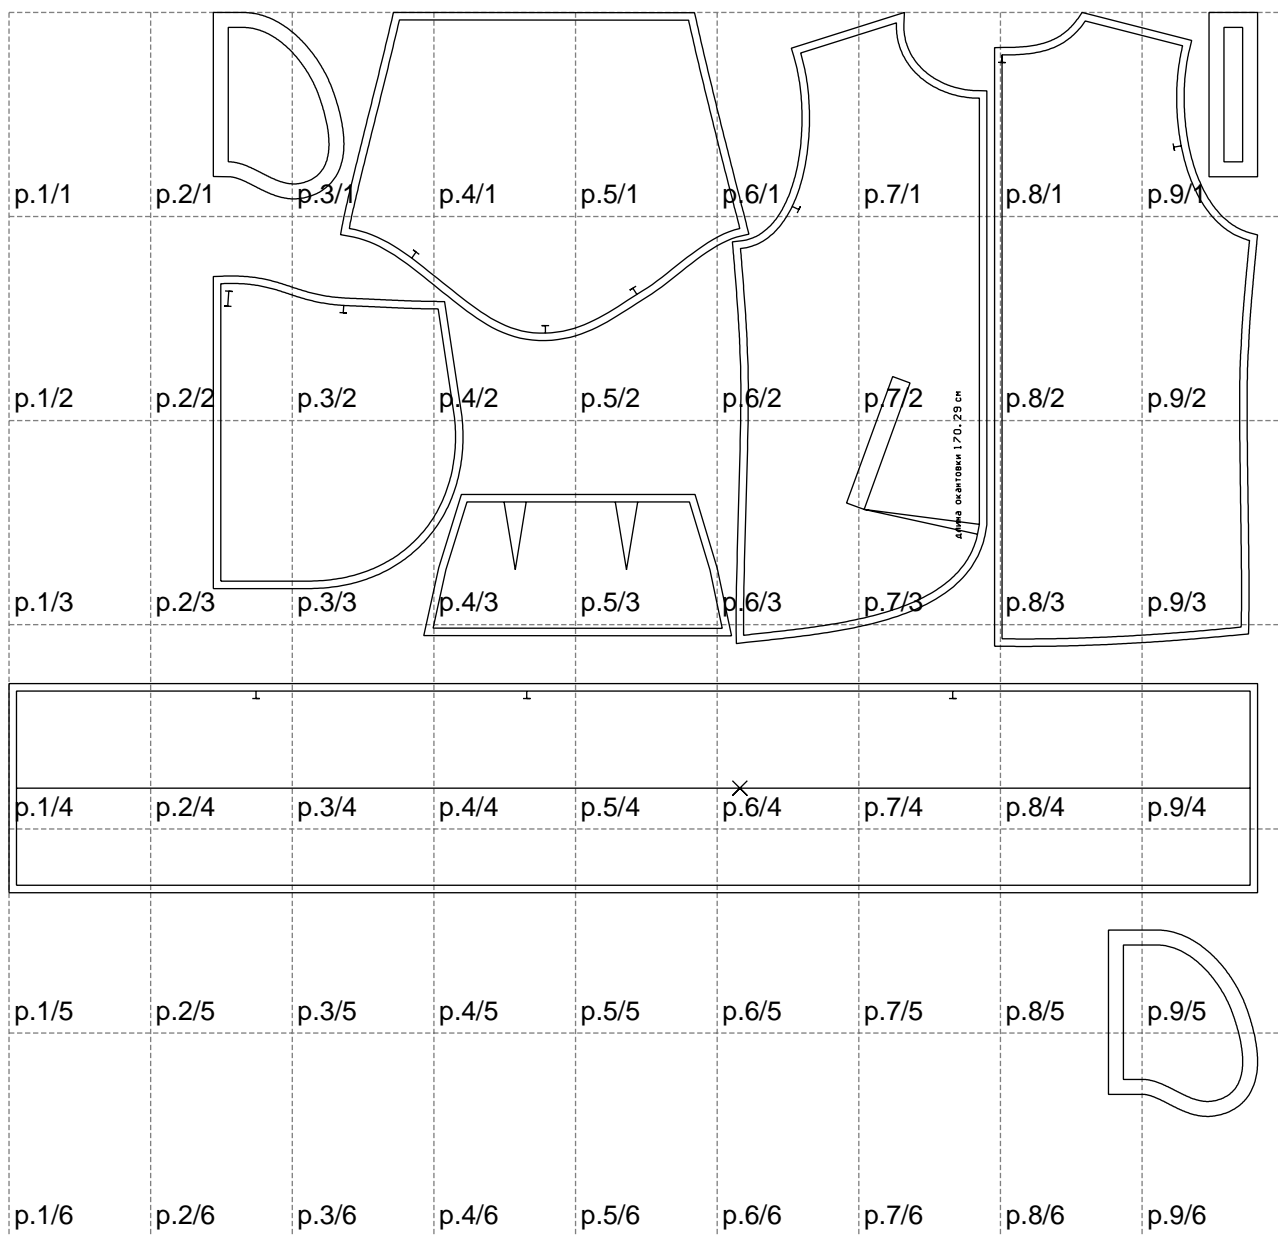 p.1/1 p.2/1 p.3/1 p.4/1 p.5/1 p.6/1 p.7/1 p.8/1 p.9/1
p.1/2 p.2/2 p.3/2 p.4/2 p.5/2 p.6/2 p.7/2 p.8/2 p.9/2
длина окантовки 170.29 см
p.1/3 p.2/3 p.3/3 p.4/3 p.5/3 p.6/3 p.7/3 p.8/3 p.9/3
p.1/4 p.2/4 p.3/4 p.4/4 p.5/4 p.6/4 p.7/4 p.8/4 p.9/4
p.1/5 p.2/5 p.3/5 p.4/5 p.5/5 p.6/5 p.7/5 p.8/5 p.9/5
p.1/6 p.2/6 p.3/6 p.4/6 p.5/6 p.6/6 p.7/6 p.8/6 p.9/6